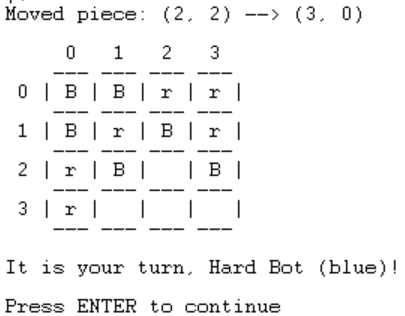 Moved piece: (2, 2) --> (3, 0)
0 1 2 3
--- --- --- ---
0 | B | B | r | r |
--- --- --- ---
1 | B | r | B | r |
--- --- --- ---
2 | r | B | | B |
--- --- --- ---
3 | r | | | |
--- --- --- ---
It is your turn, Hard Bot (blue)!
Press ENTER to continue